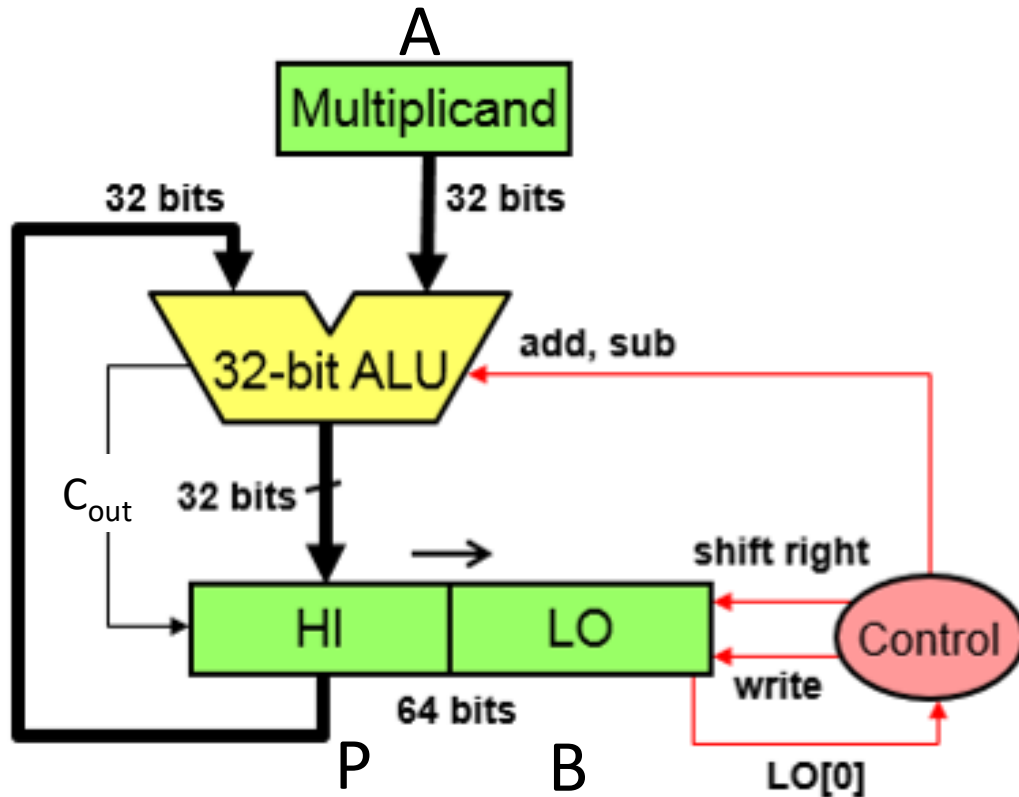 A
Multiplicand
32 bits
32 bits
add, sub
32-bit ALU
Cout
32 bits
shift right
HI
LO
Control
write
64 bits
P
B
LO[0]